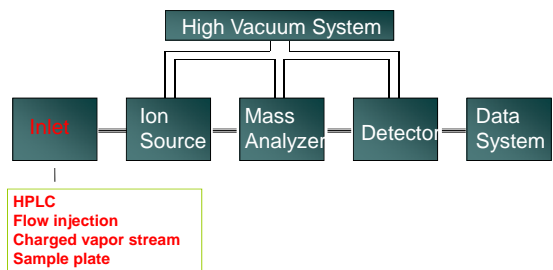 High Vacuum System
Inlet
Ion
Source
Mass
Analyzer
Detector
Data
System
HPLC
Flow injection
Charged vapor stream
Sample plate